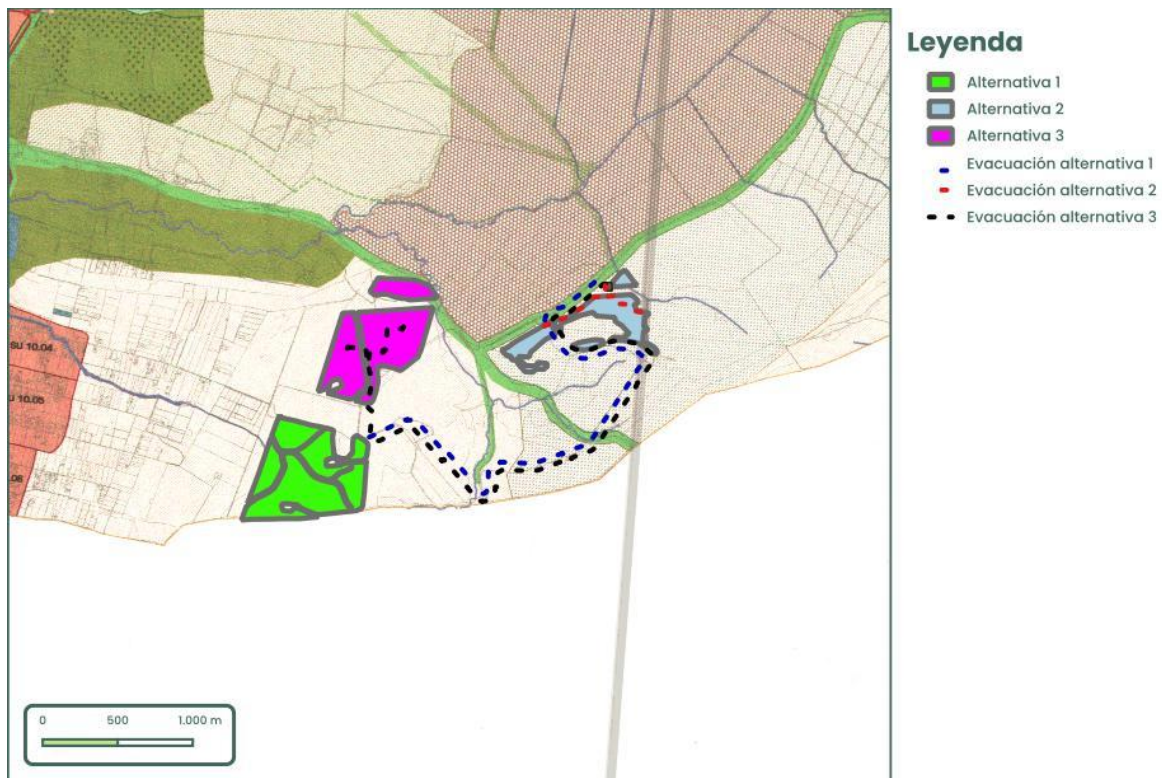 Leyenda
Alternativa 1
Alternativa 2
Alternativa 3
Evacuación alternativa 1
Evacuación alternativa 2
Evacuación alternativa 3
su 10.04
u 10.05
.06
0 500 1.000 m